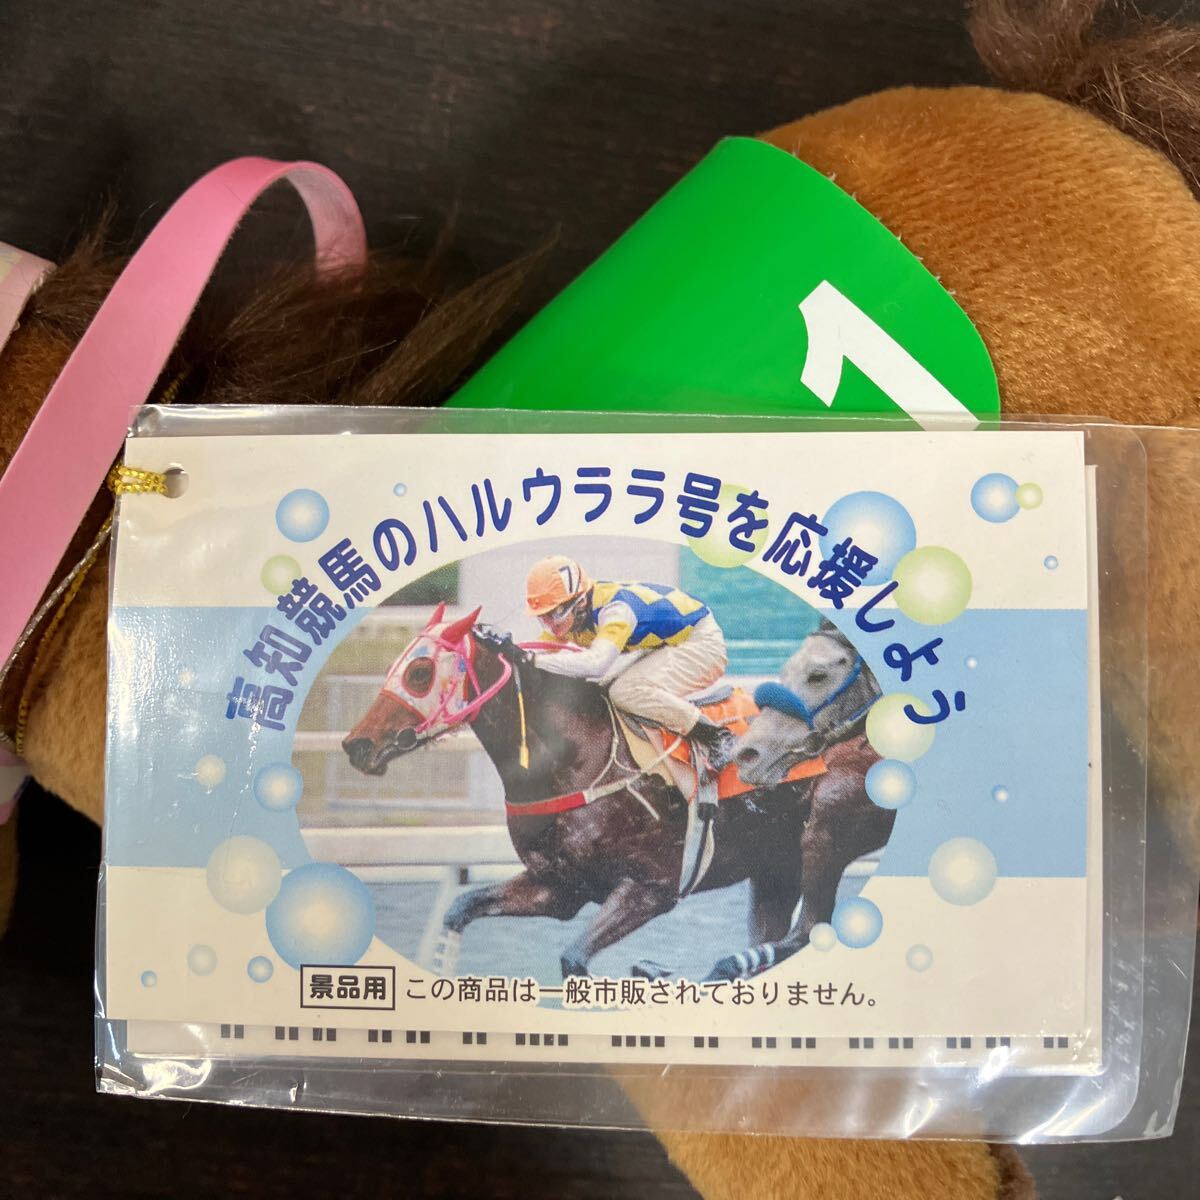 1
高知競馬のハルウララ号を応援しよう
7
景品用 この商品は一般市販されておりません。